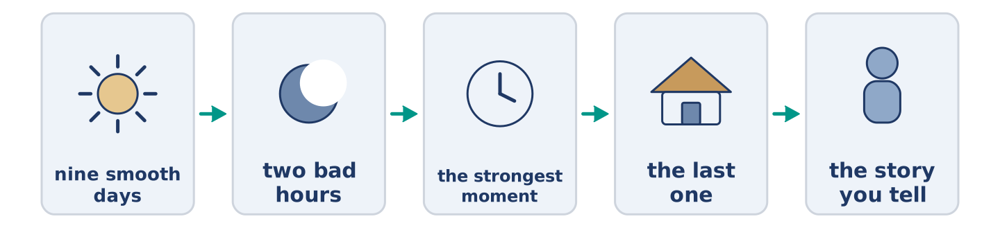 nine smooth
days
two bad
hours
the strongest
moment
the last
one
the story
you tell